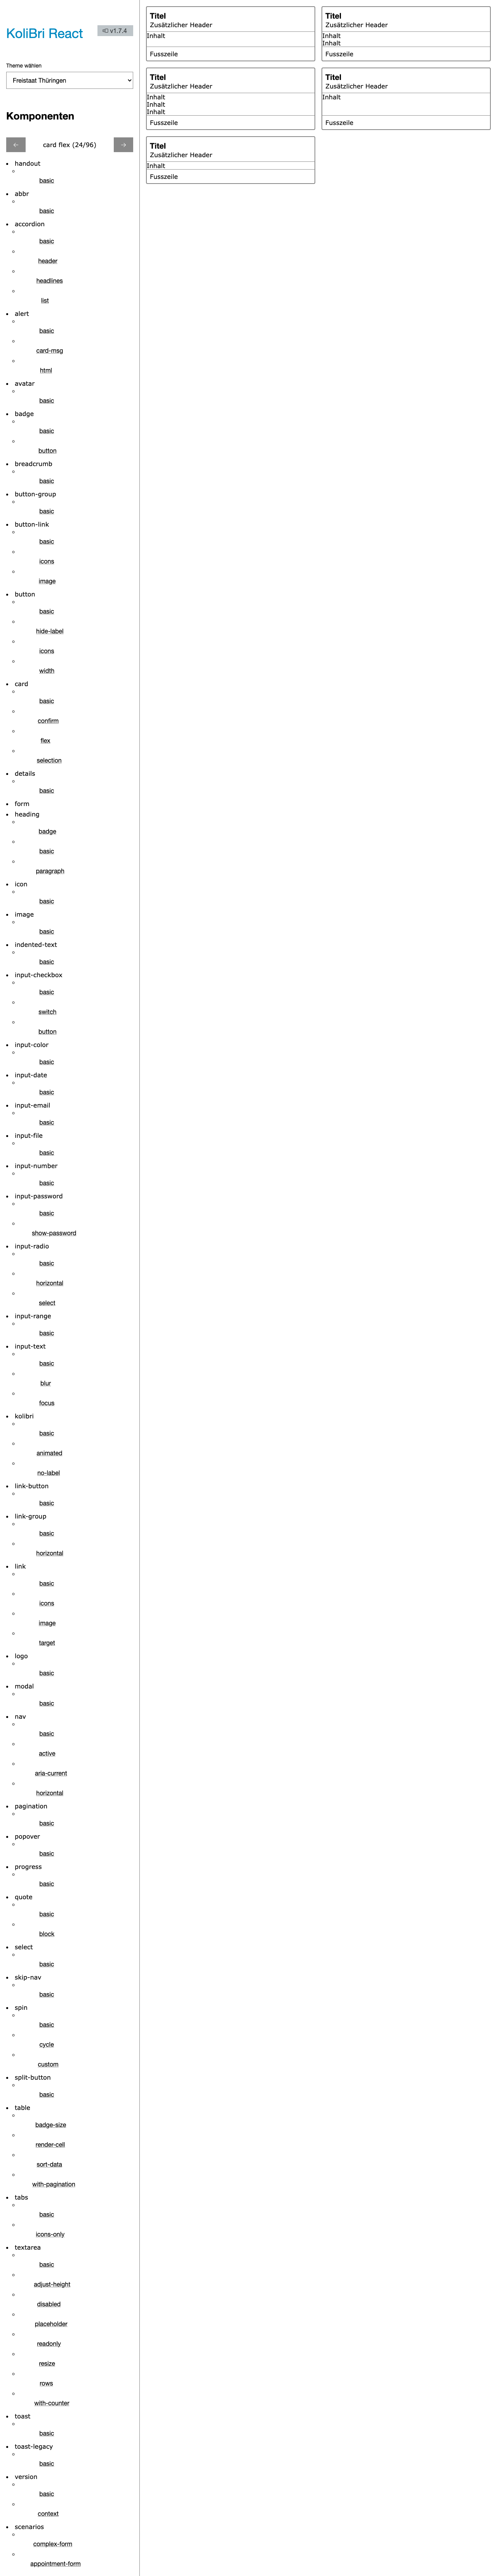 KoliBri React
v1.7.4
Theme wählen
Freistaat Thüringen
Komponenten
card flex (24/96)
handout
basic
abbr
basic
accordion
basic
header
headlines
list
alert
basic
card-msg
html
avatar
basic
badge
basic
button
breadcrumb
basic
button-group
basic
button-link
basic
icons
image
button
basic
hide-label
icons
width
card
basic
confirm
flex
selection
details
basic
form
heading
badge
basic
paragraph
icon
basic
image
basic
indented-text
basic
input-checkbox
basic
switch
button
input-color
basic
input-date
basic
input-email
basic
input-file
basic
input-number
basic
input-password
basic
show-password
input-radio
basic
horizontal
select
input-range
basic
input-text
basic
blur
focus
kolibri
basic
animated
no-label
link-button
basic
link-group
basic
horizontal
link
basic
icons
image
target
logo
basic
modal
basic
nav
basic
active
aria-current
horizontal
pagination
basic
popover
basic
progress
basic
quote
basic
block
select
basic
skip-nav
basic
spin
basic
cycle
custom
split-button
basic
table
badge-size
render-cell
sort-data
with-pagination
tabs
basic
icons-only
textarea
basic
adjust-height
disabled
placeholder
readonly
resize
rows
with-counter
toast
basic
toast-legacy
basic
version
basic
context
scenarios
complex-form
appointment-form
Titel
Zusätzlicher Header
Inhalt
Fusszeile
Titel
Zusätzlicher Header
Inhalt
Inhalt
Fusszeile
Titel
Zusätzlicher Header
Inhalt
Inhalt
Inhalt
Fusszeile
Titel
Zusätzlicher Header
Inhalt
Fusszeile
Titel
Zusätzlicher Header
Inhalt
Fusszeile